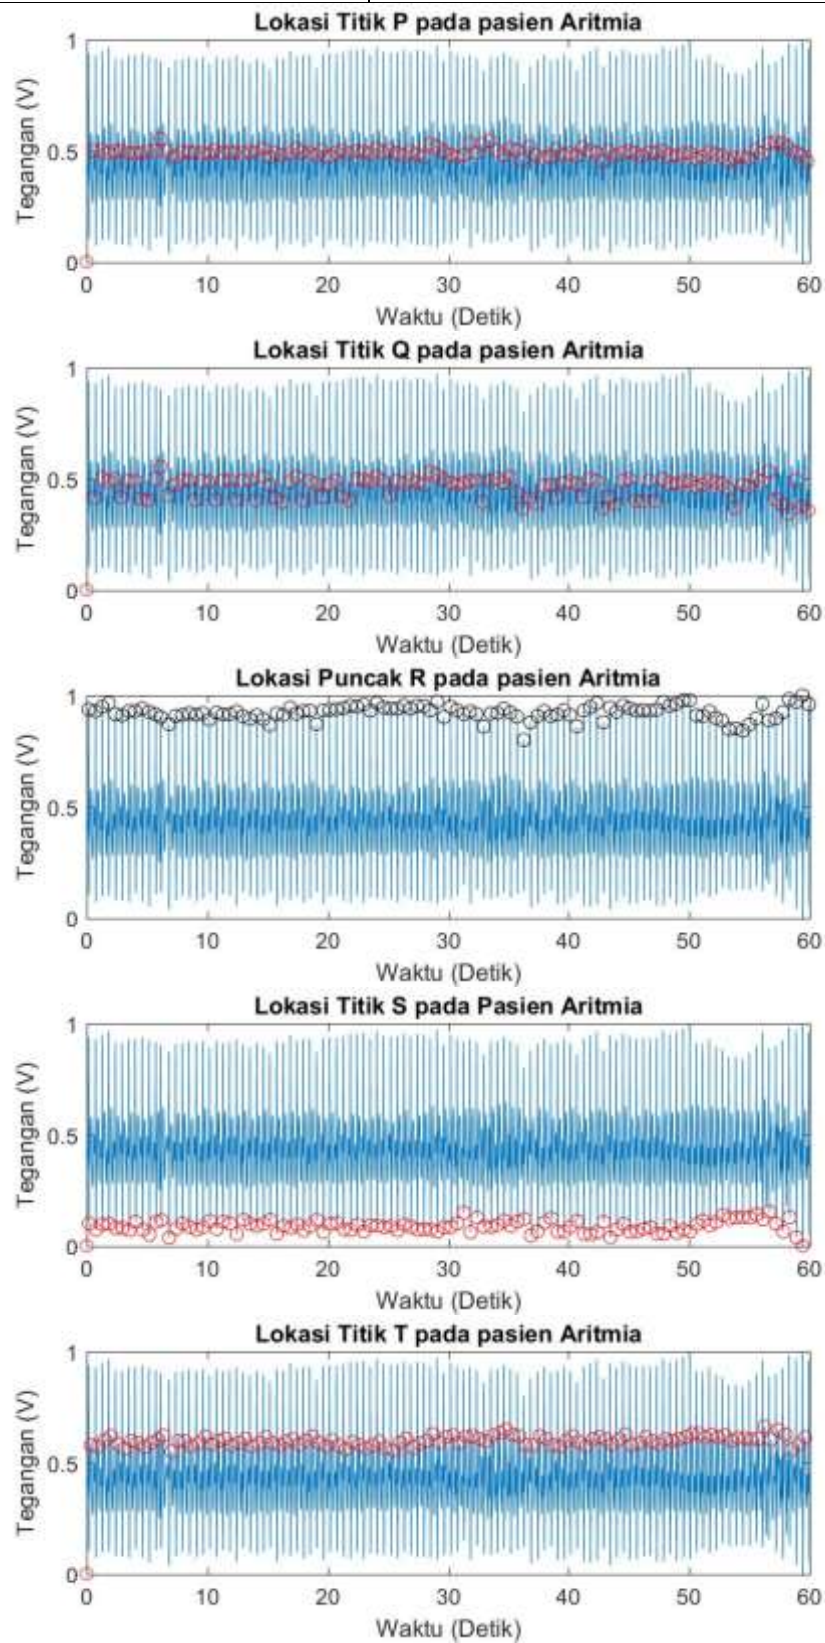 Lokasi Titik P pada pasien Aritmia
Tegangan (V)
1
0.5
0
0 10 20 30 40 50 60
Waktu (Detik)
Lokasi Titik Q pada pasien Aritmia
Tegangan (V)
1
0.5
0
0 10 20 30 40 50 60
Waktu (Detik)
Lokasi Puncak R pada pasien Aritmia
Tegangan (V)
1
0.5
0
0 10 20 30 40 50 60
Waktu (Detik)
Lokasi Titik S pada Pasien Aritmia
Tegangan (V)
1
0.5
0
0 10 20 30 40 50 60
Waktu (Detik)
Lokasi Titik T pada pasien Aritmia
Tegangan (V)
1
0.5
0
0 10 20 30 40 50 60
Waktu (Detik)